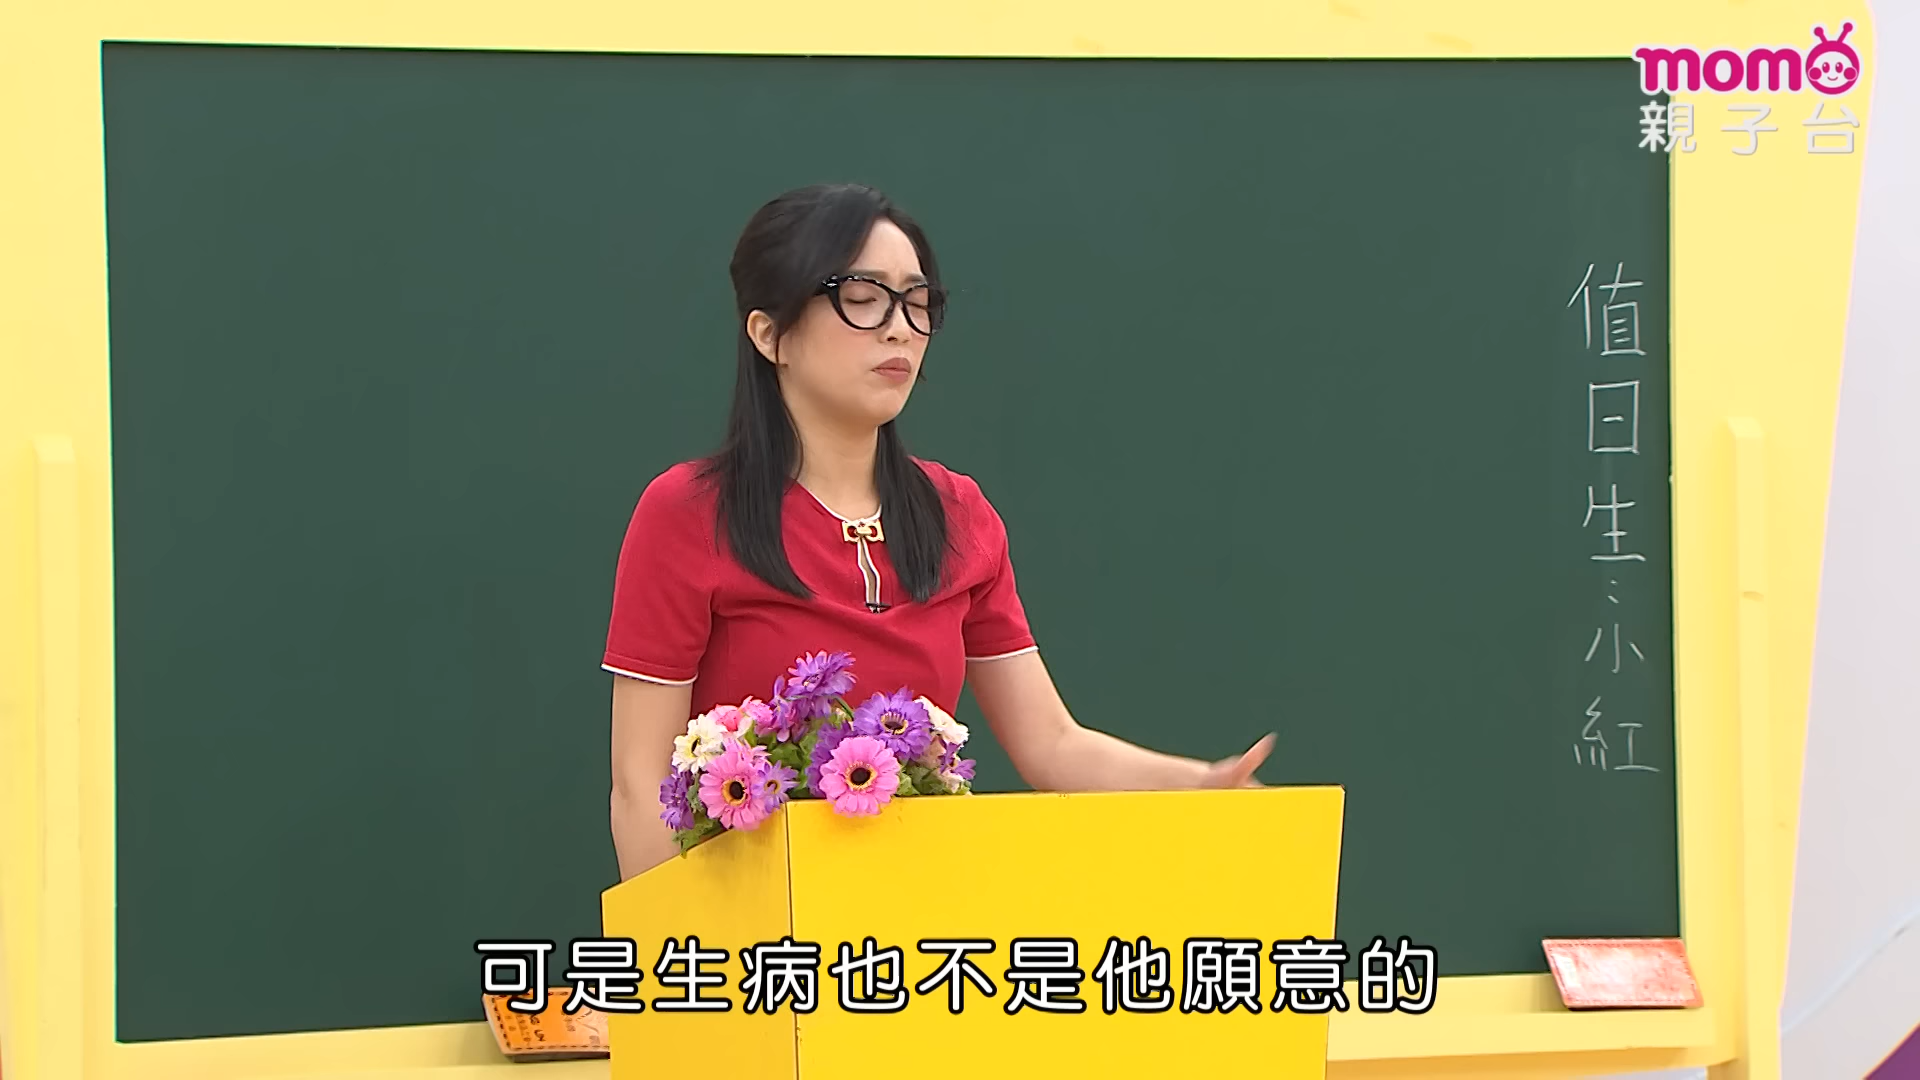 momo
親子台
值日生：小紅
可是生病也不是他願意的